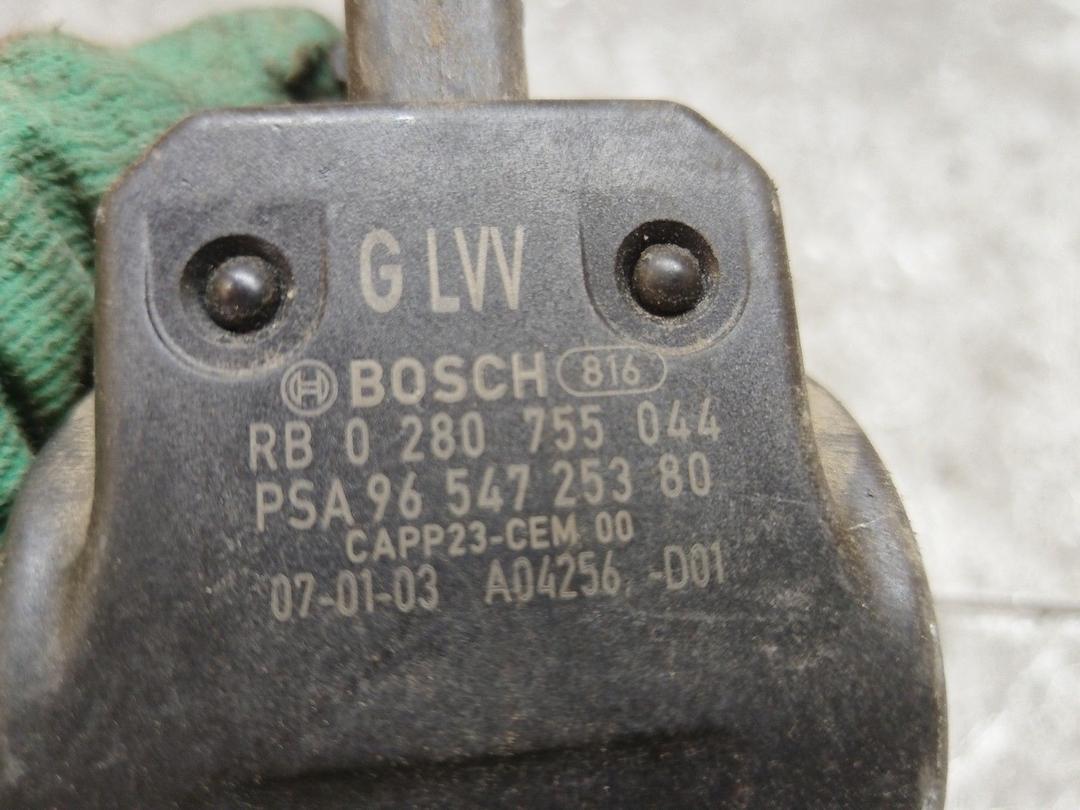 G LW
BOSCH 816
RB 0 280 755 044
PSA 96 547 253 80
CAPP23-CEM 00
07-01-03 A04256 -D01